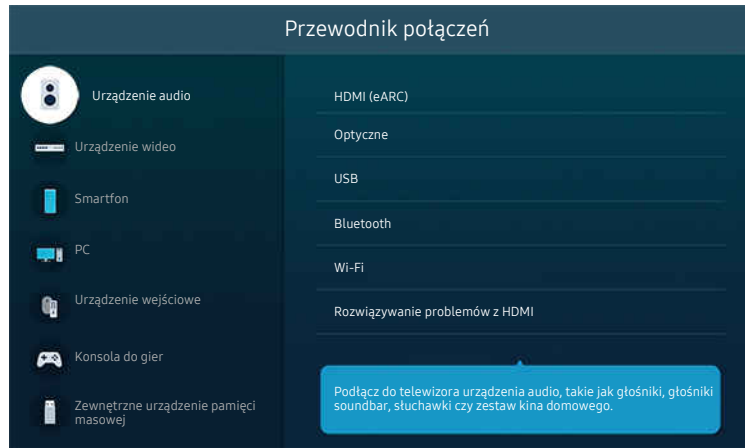 Przewodnik połączeń
Urządzenie audio
Urządzenie wideo
Smartfon
PC
Urządzenie wejściowe
Konsola do gier
Zewnętrzne urządzenie pamięci
masowej
HDMI (eARC)
Optyczne
USB
Bluetooth
Wi-Fi
Rozwiązywanie problemów z HDMI
Podłącz do telewizora urządzenia audio, takie jak głośniki, głośniki
soundbar, słuchawki czy zestaw kina domowego.